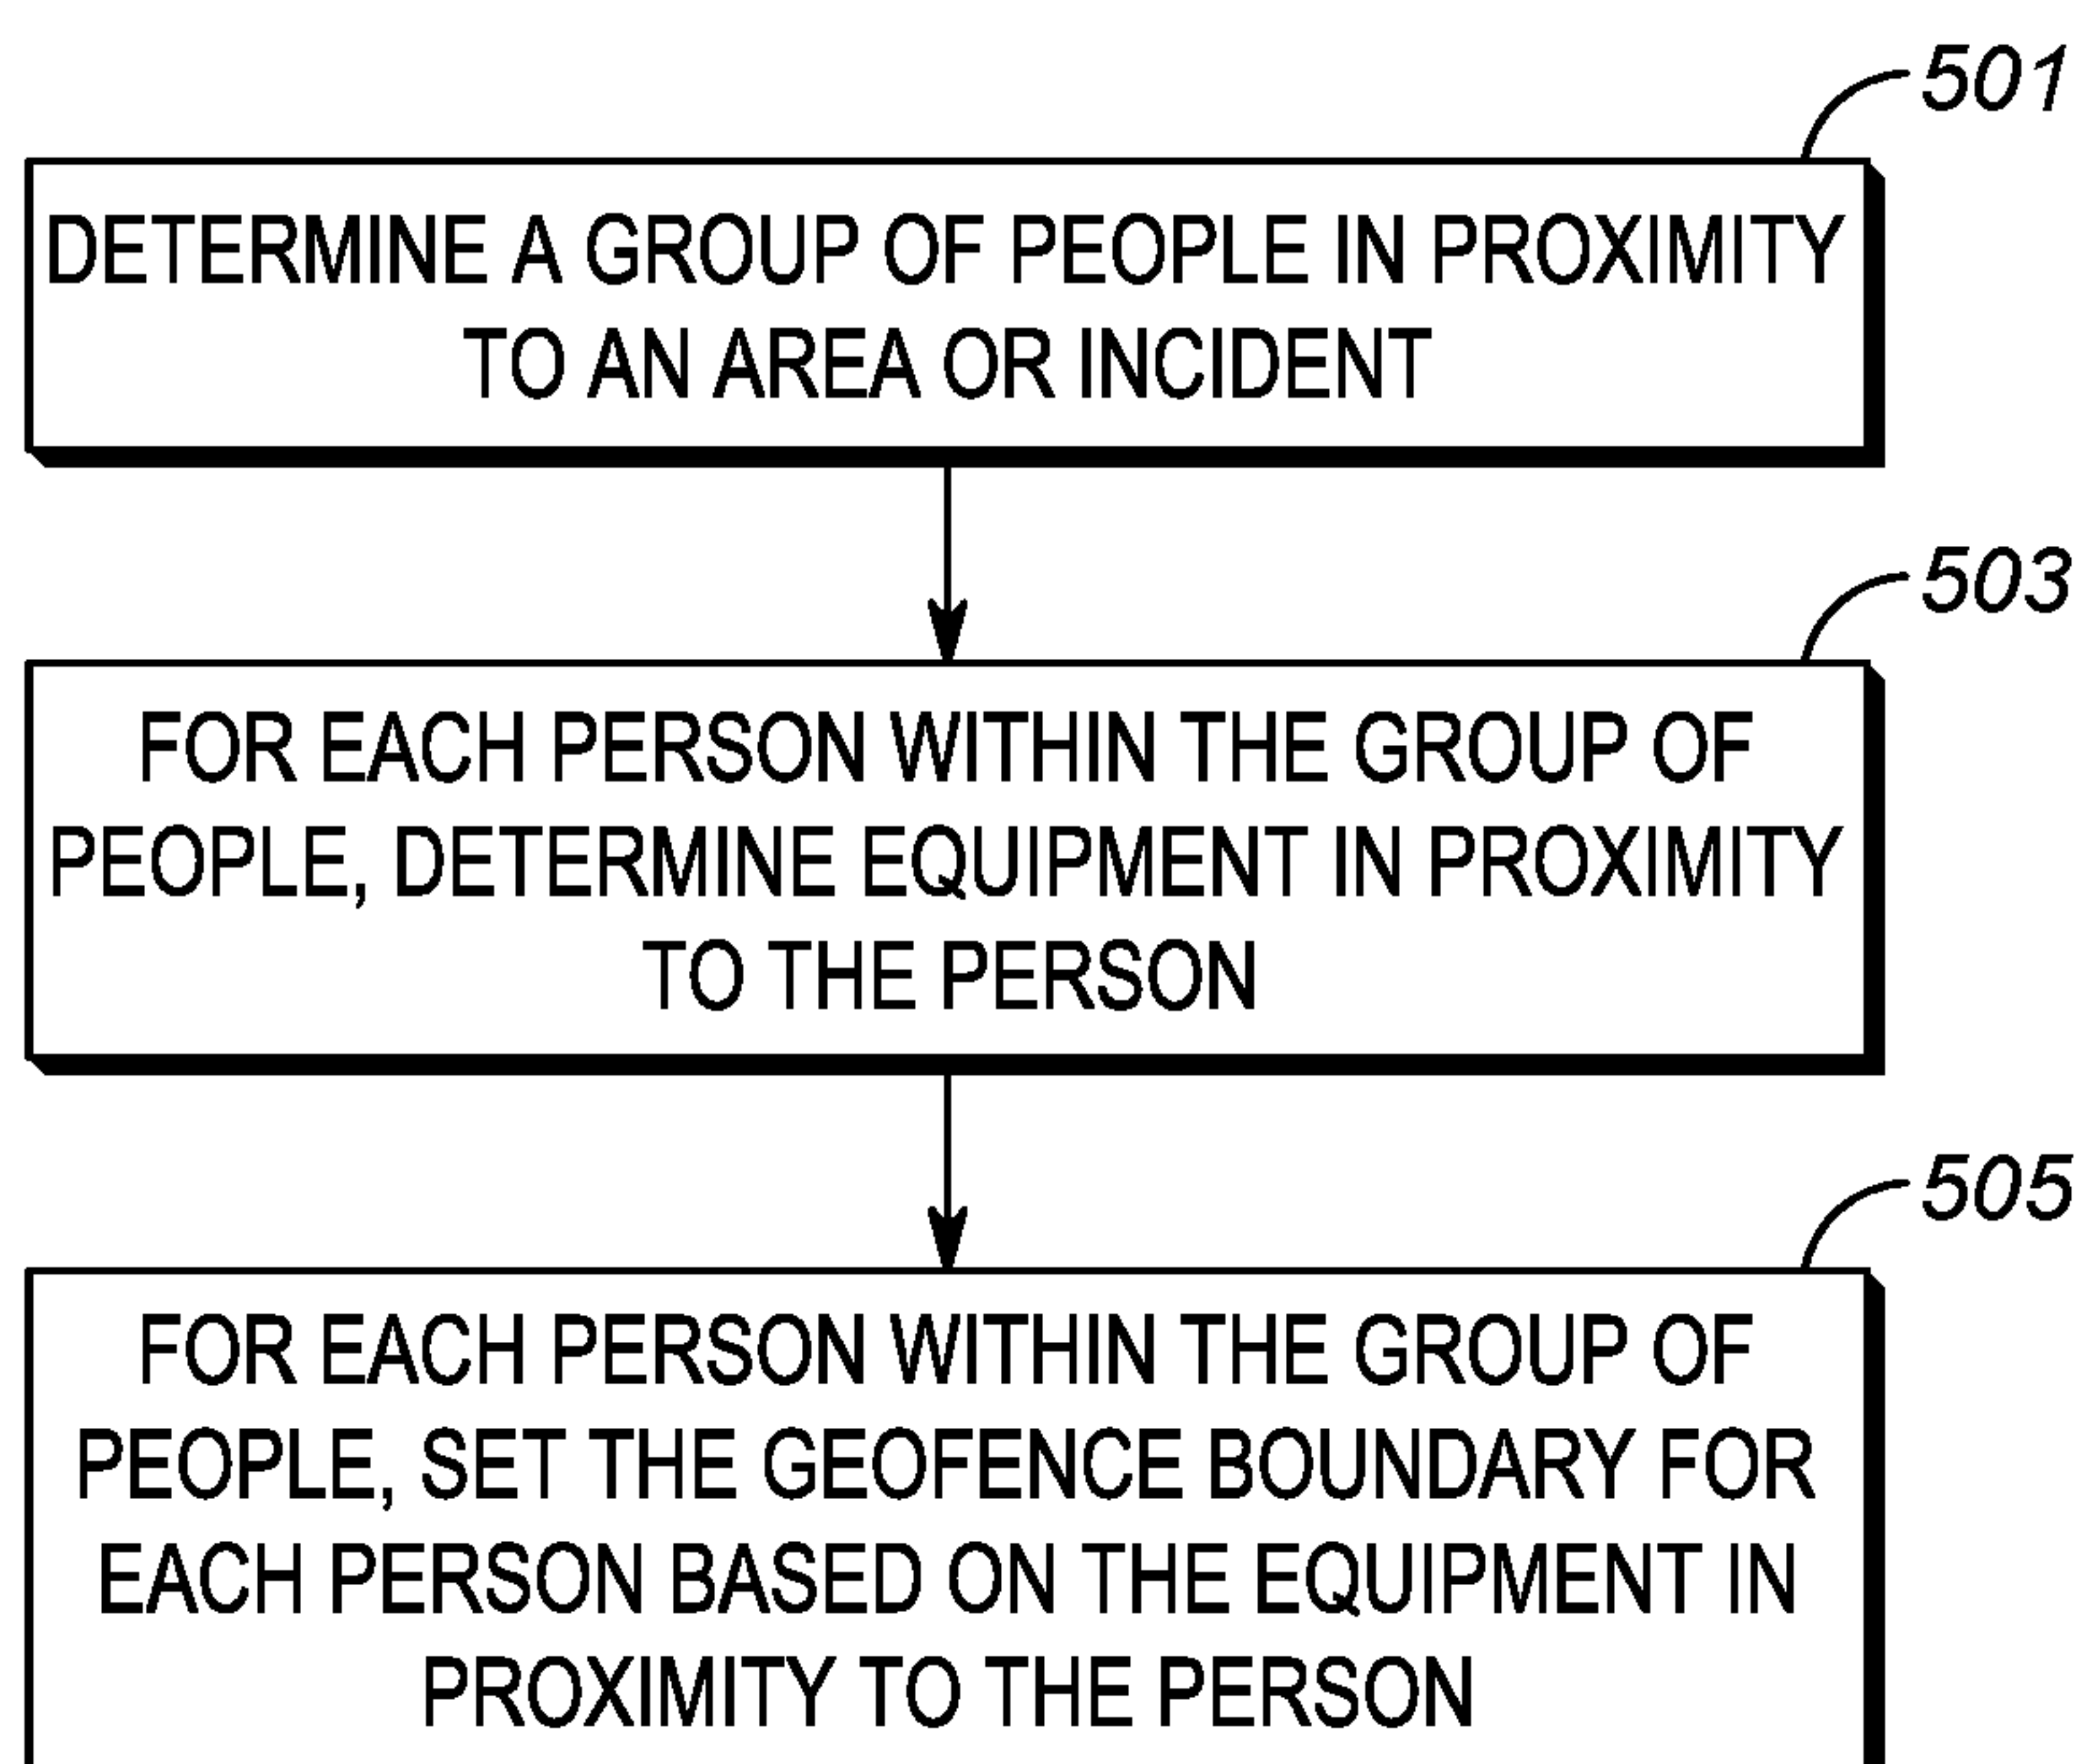 501
DETERMINE A GROUP OF PEOPLE IN PROXIMITY
TO AN AREA OR INCIDENT
503
FOR EACH PERSON WITHIN THE GROUP OF
PEOPLE, DETERMINE EQUIPMENT IN PROXIMITY
TO THE PERSON
505
FOR EACH PERSON WITHIN THE GROUP OF
PEOPLE, SET THE GEOFENCE BOUNDARY FOR
EACH PERSON BASED ON THE EQUIPMENT IN
PROXIMITY TO THE PERSON